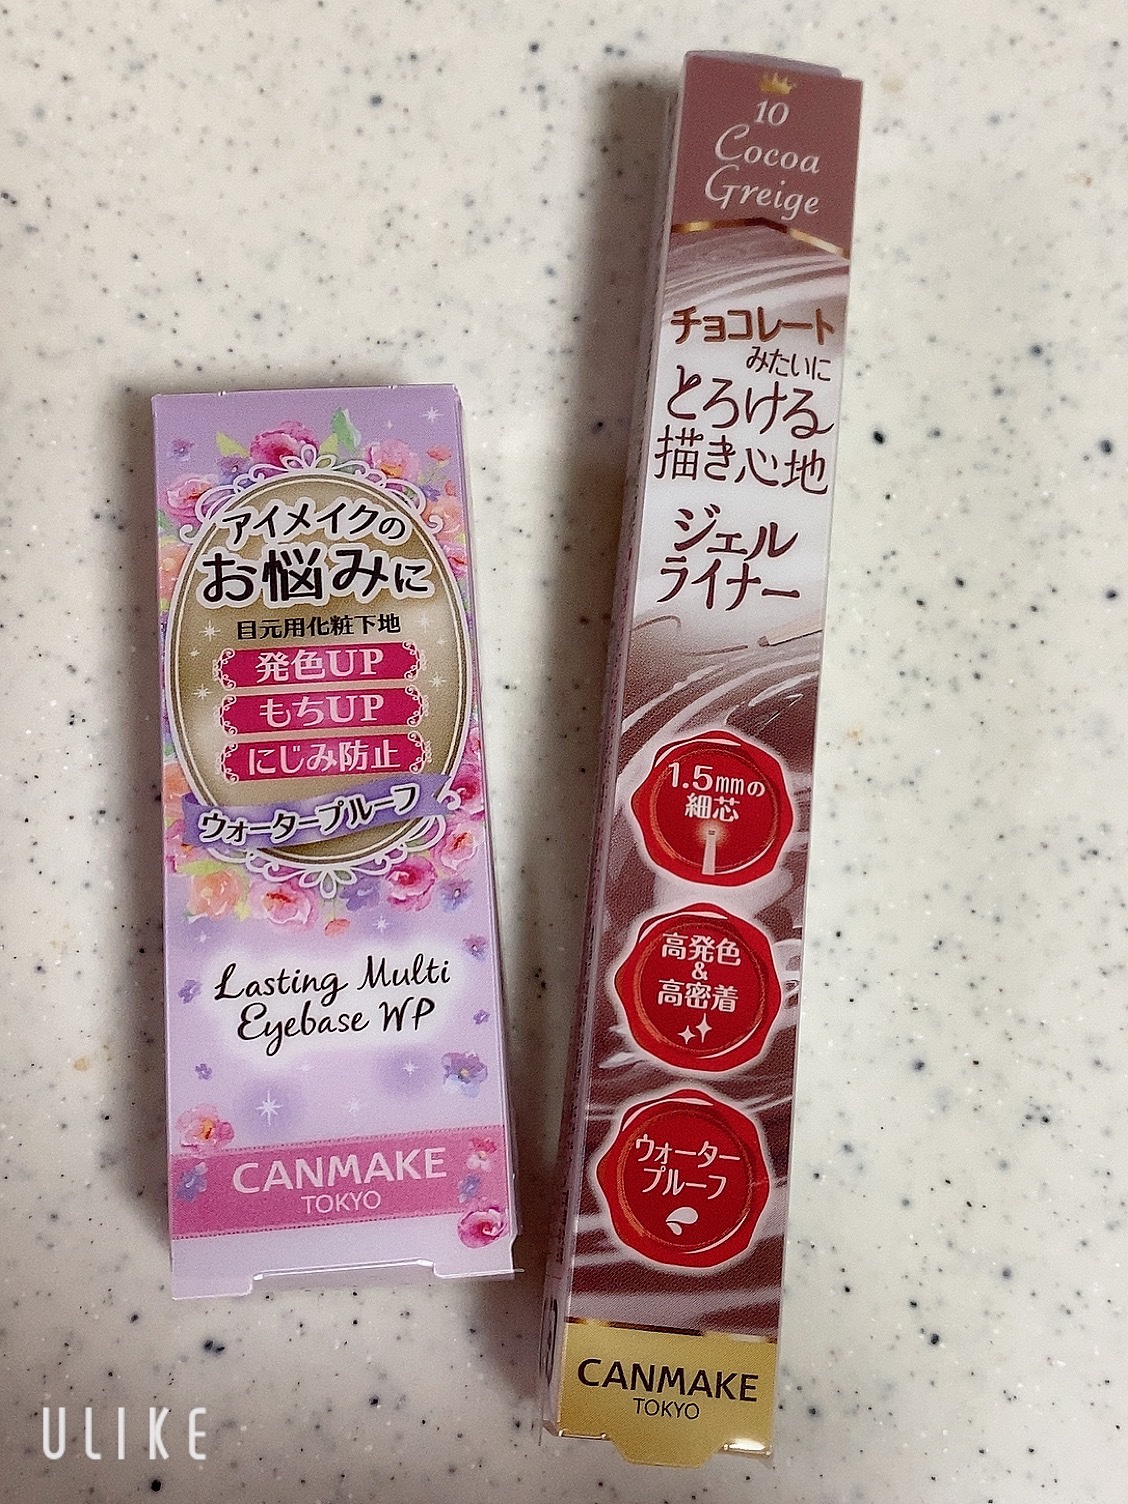 アイメイクの
お悩みに
目元用化粧下地
発色UP
もちUP
にじみ防止
ウォータープルーフ
Lasting Multi
Eyebase WP
CANMAKE
TOKYO
10
Cocoa
Greige
チョコレート
みたいに
とろける
描き心地
ジェル
ライナー
1.5mmの
細芯
高発色
&
高密着
ウォーター
プルーフ
CANMAKE
TOKYO
ULIKE